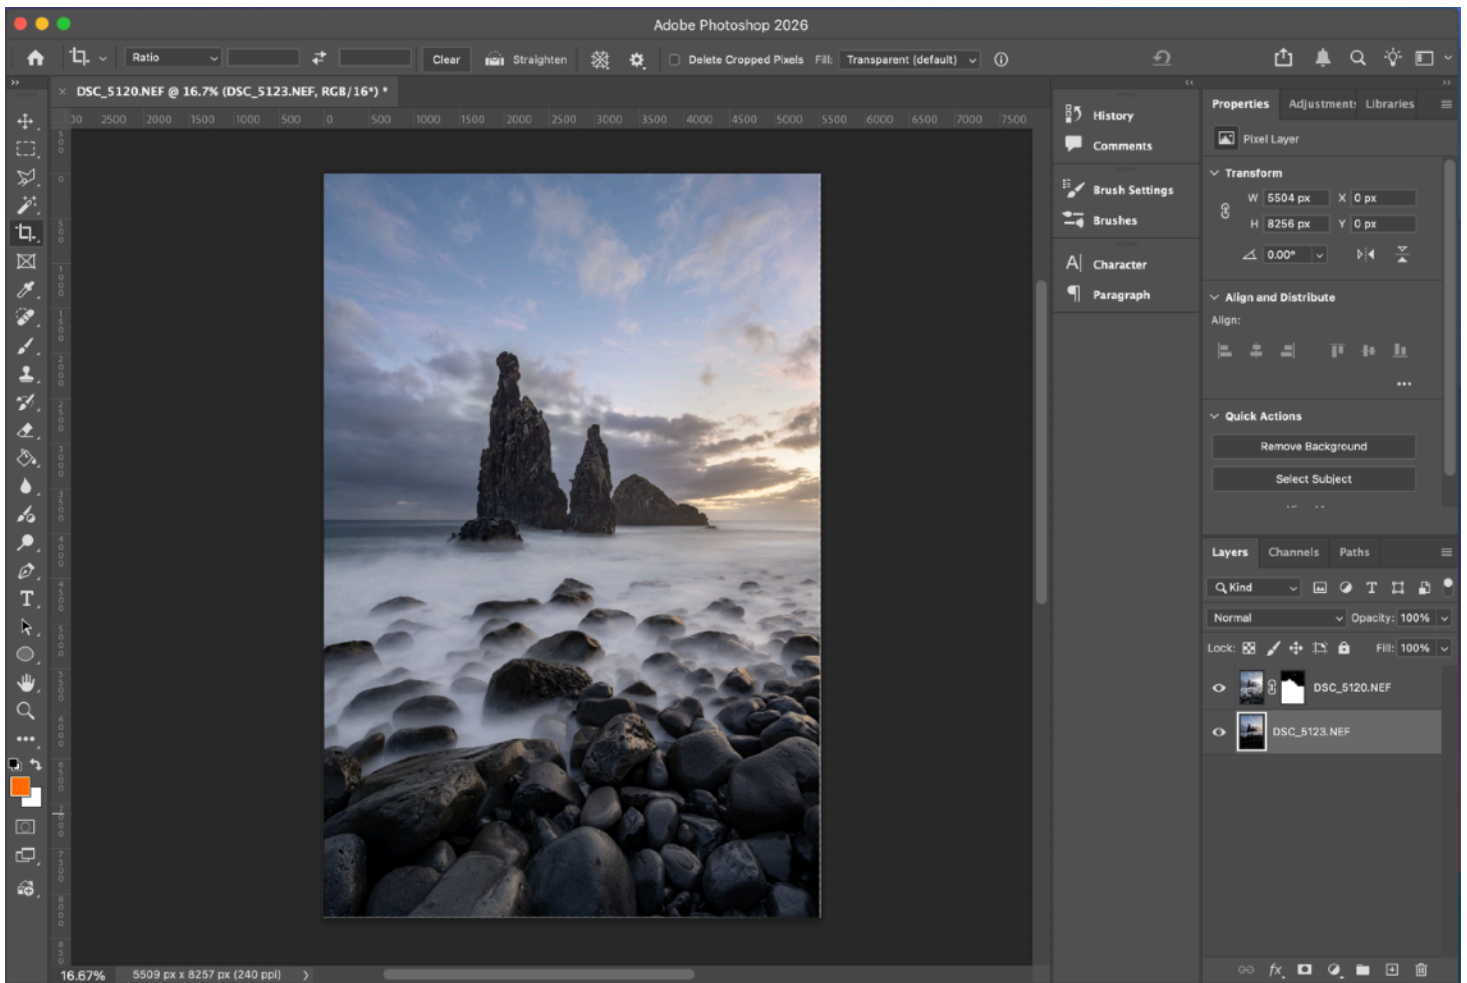 Adobe Photoshop 2026
Ratio Clear Straighten Delete Cropped Pixels Fill: Transparent (default)
× DSC_5120.NEF @ 16.7% (DSC_5123.NEF, RGB/16*) *
30 2500 2000 1500 1000 500 0 500 1000 1500 2000 2500 3000 3500 4000 4500 5000 5500 6000 6500 7000 7500
History
Comments
Brush Settings
Brushes
Character
Paragraph
Properties Adjustments Libraries
Pixel Layer
Transform
W 5504 px X 0 px
H 8256 px Y 0 px
0.00°
Align and Distribute
Align:
Quick Actions
Remove Background
Select Subject
Layers Channels Paths
Kind
Normal Opacity: 100%
Lock: Fill: 100%
DSC_5120.NEF
DSC_5123.NEF
16.67% 5509 px x 8257 px (240 ppi)
fx